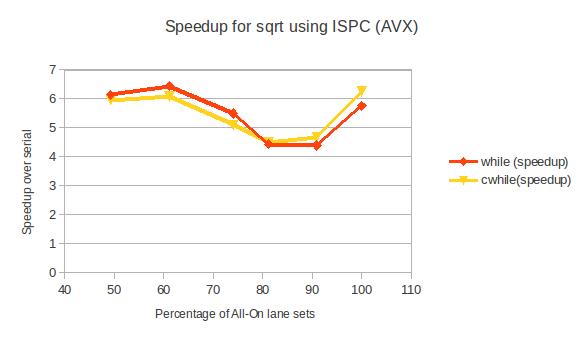 Speedup for sqrt using ISPC (AVX)
7
6
5
4
3
2
1
0
Speedup over serial
40 50 60 70 80 90 100 110
Percentage of All-On lane sets
while (speedup)
cwhile(speedup)